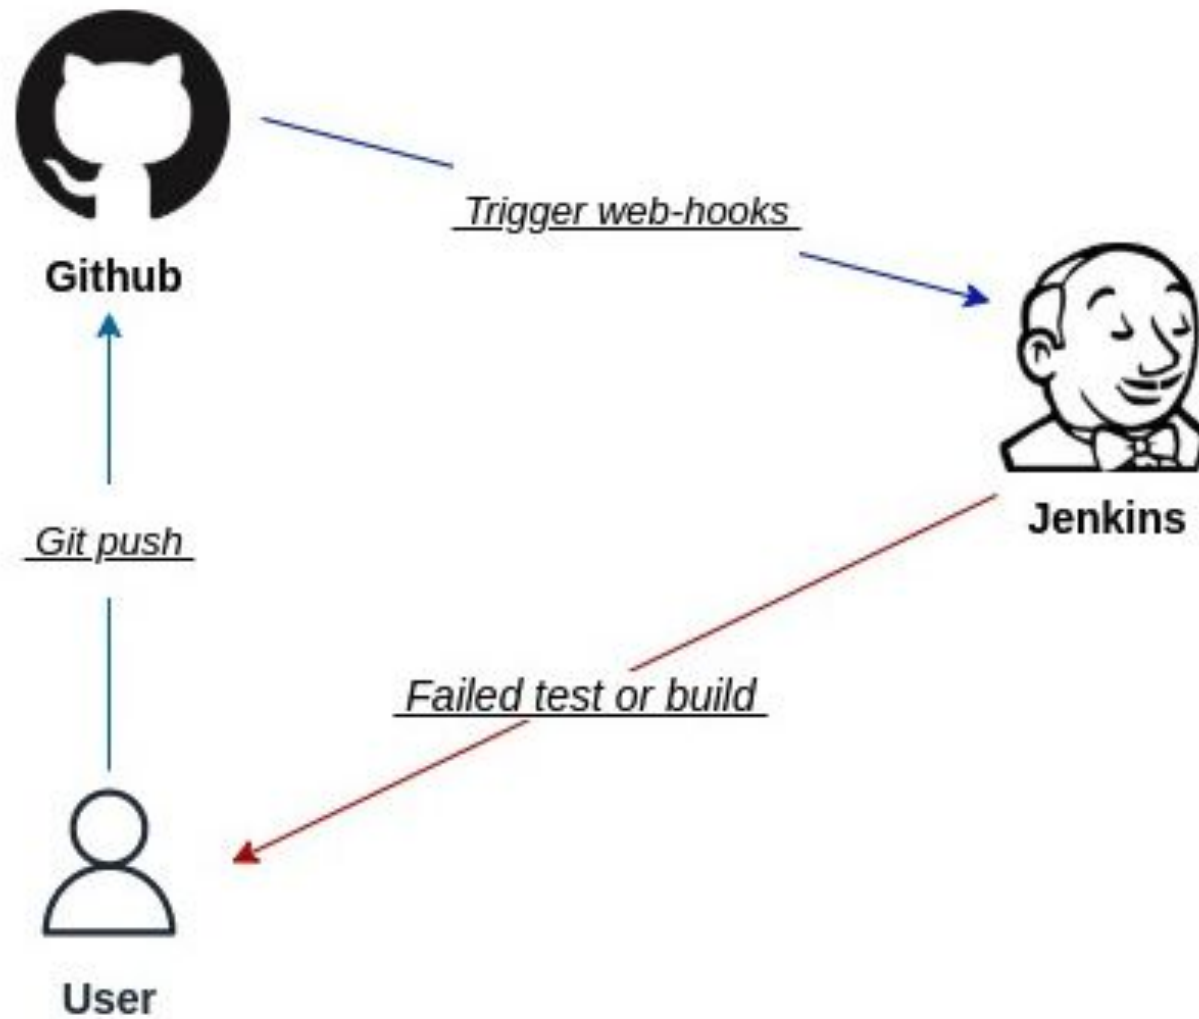 Trigger web-hooks
Github
Jenkins
Git push
Failed test or build
User